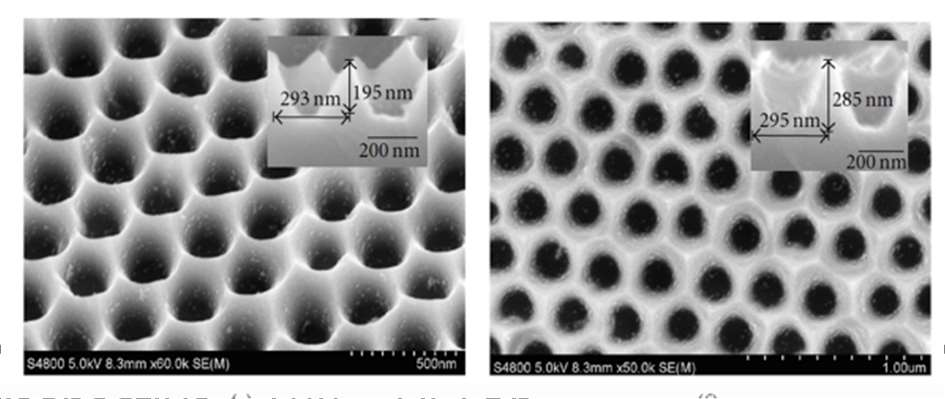 293 nm
195 nm
200 nm
S4800 5.0kV 8.3mm x60.0k SE(M)
500nm
295 nm
285 nm
200 nm
S4800 5.0kV 8.3mm x50.0k SE(M)
1.00um